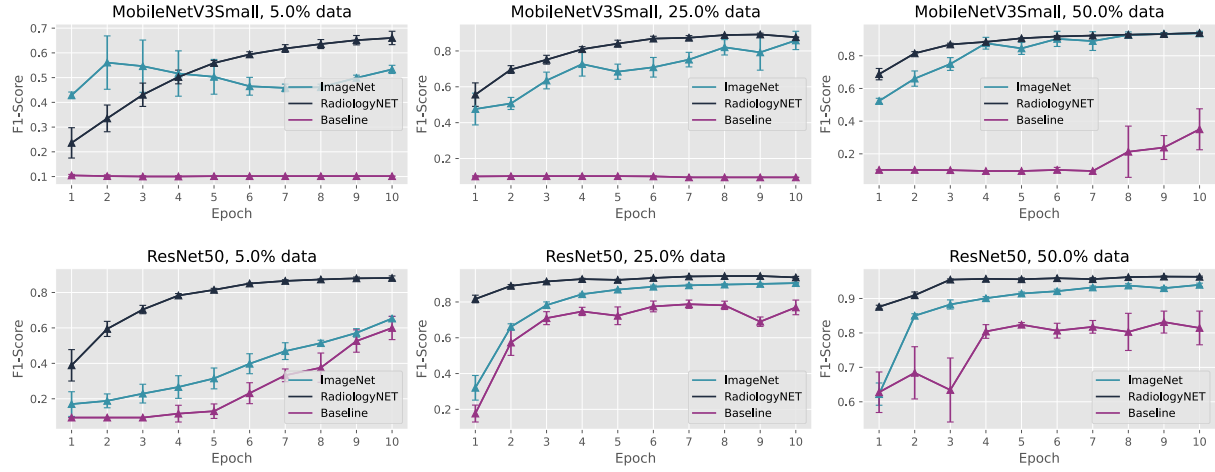 MobileNetV3Small, 5.0% data
F1-Score
0.7
0.6
0.5
0.4
0.3
0.2
0.1
ImageNet
RadiologyNET
Baseline
1 2 3 4 5 6 7 8 9 10
Epoch
MobileNetV3Small, 25.0% data
F1-Score
0.8
0.6
0.4
0.2
ImageNet
RadiologyNET
Baseline
1 2 3 4 5 6 7 8 9 10
Epoch
MobileNetV3Small, 50.0% data
F1-Score
0.8
0.6
0.4
0.2
ImageNet
RadiologyNET
Baseline
1 2 3 4 5 6 7 8 9 10
Epoch
ResNet50, 5.0% data
F1-Score
0.8
0.6
0.4
0.2
ImageNet
RadiologyNET
Baseline
1 2 3 4 5 6 7 8 9 10
Epoch
ResNet50, 25.0% data
F1-Score
0.8
0.6
0.4
0.2
ImageNet
RadiologyNET
Baseline
1 2 3 4 5 6 7 8 9 10
Epoch
ResNet50, 50.0% data
F1-Score
0.9
0.8
0.7
0.6
ImageNet
RadiologyNET
Baseline
1 2 3 4 5 6 7 8 9 10
Epoch